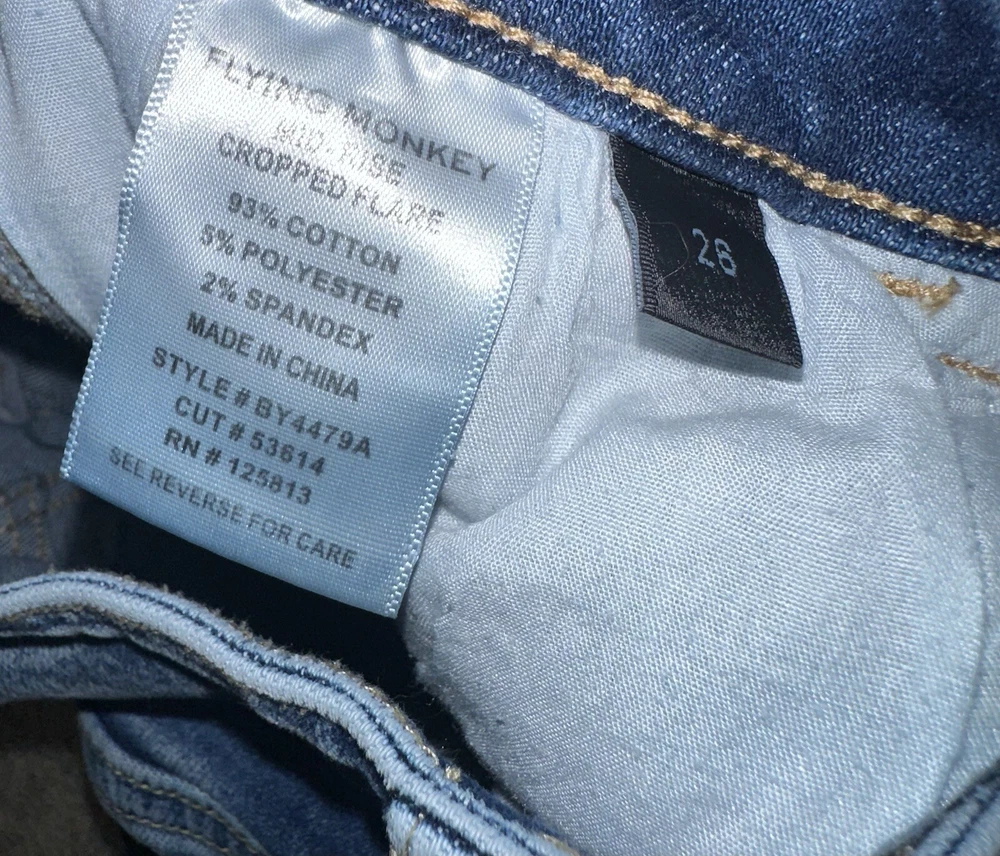 FLYING MONKEY
MID-RISE
CROPPED FLARE
93% COTTON
5% POLYESTER
2% SPANDEX
MADE IN CHINA
STYLE # BY4479A
CUT # 53614
RN # 125813
SEE REVERSE FOR CARE
26